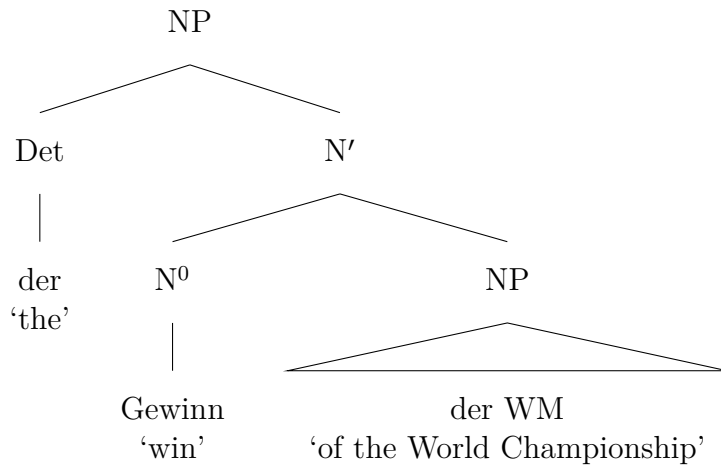 NP
Det N′
der N⁰ NP
‘the’
Gewinn der WM
‘win’ ‘of the World Championship’